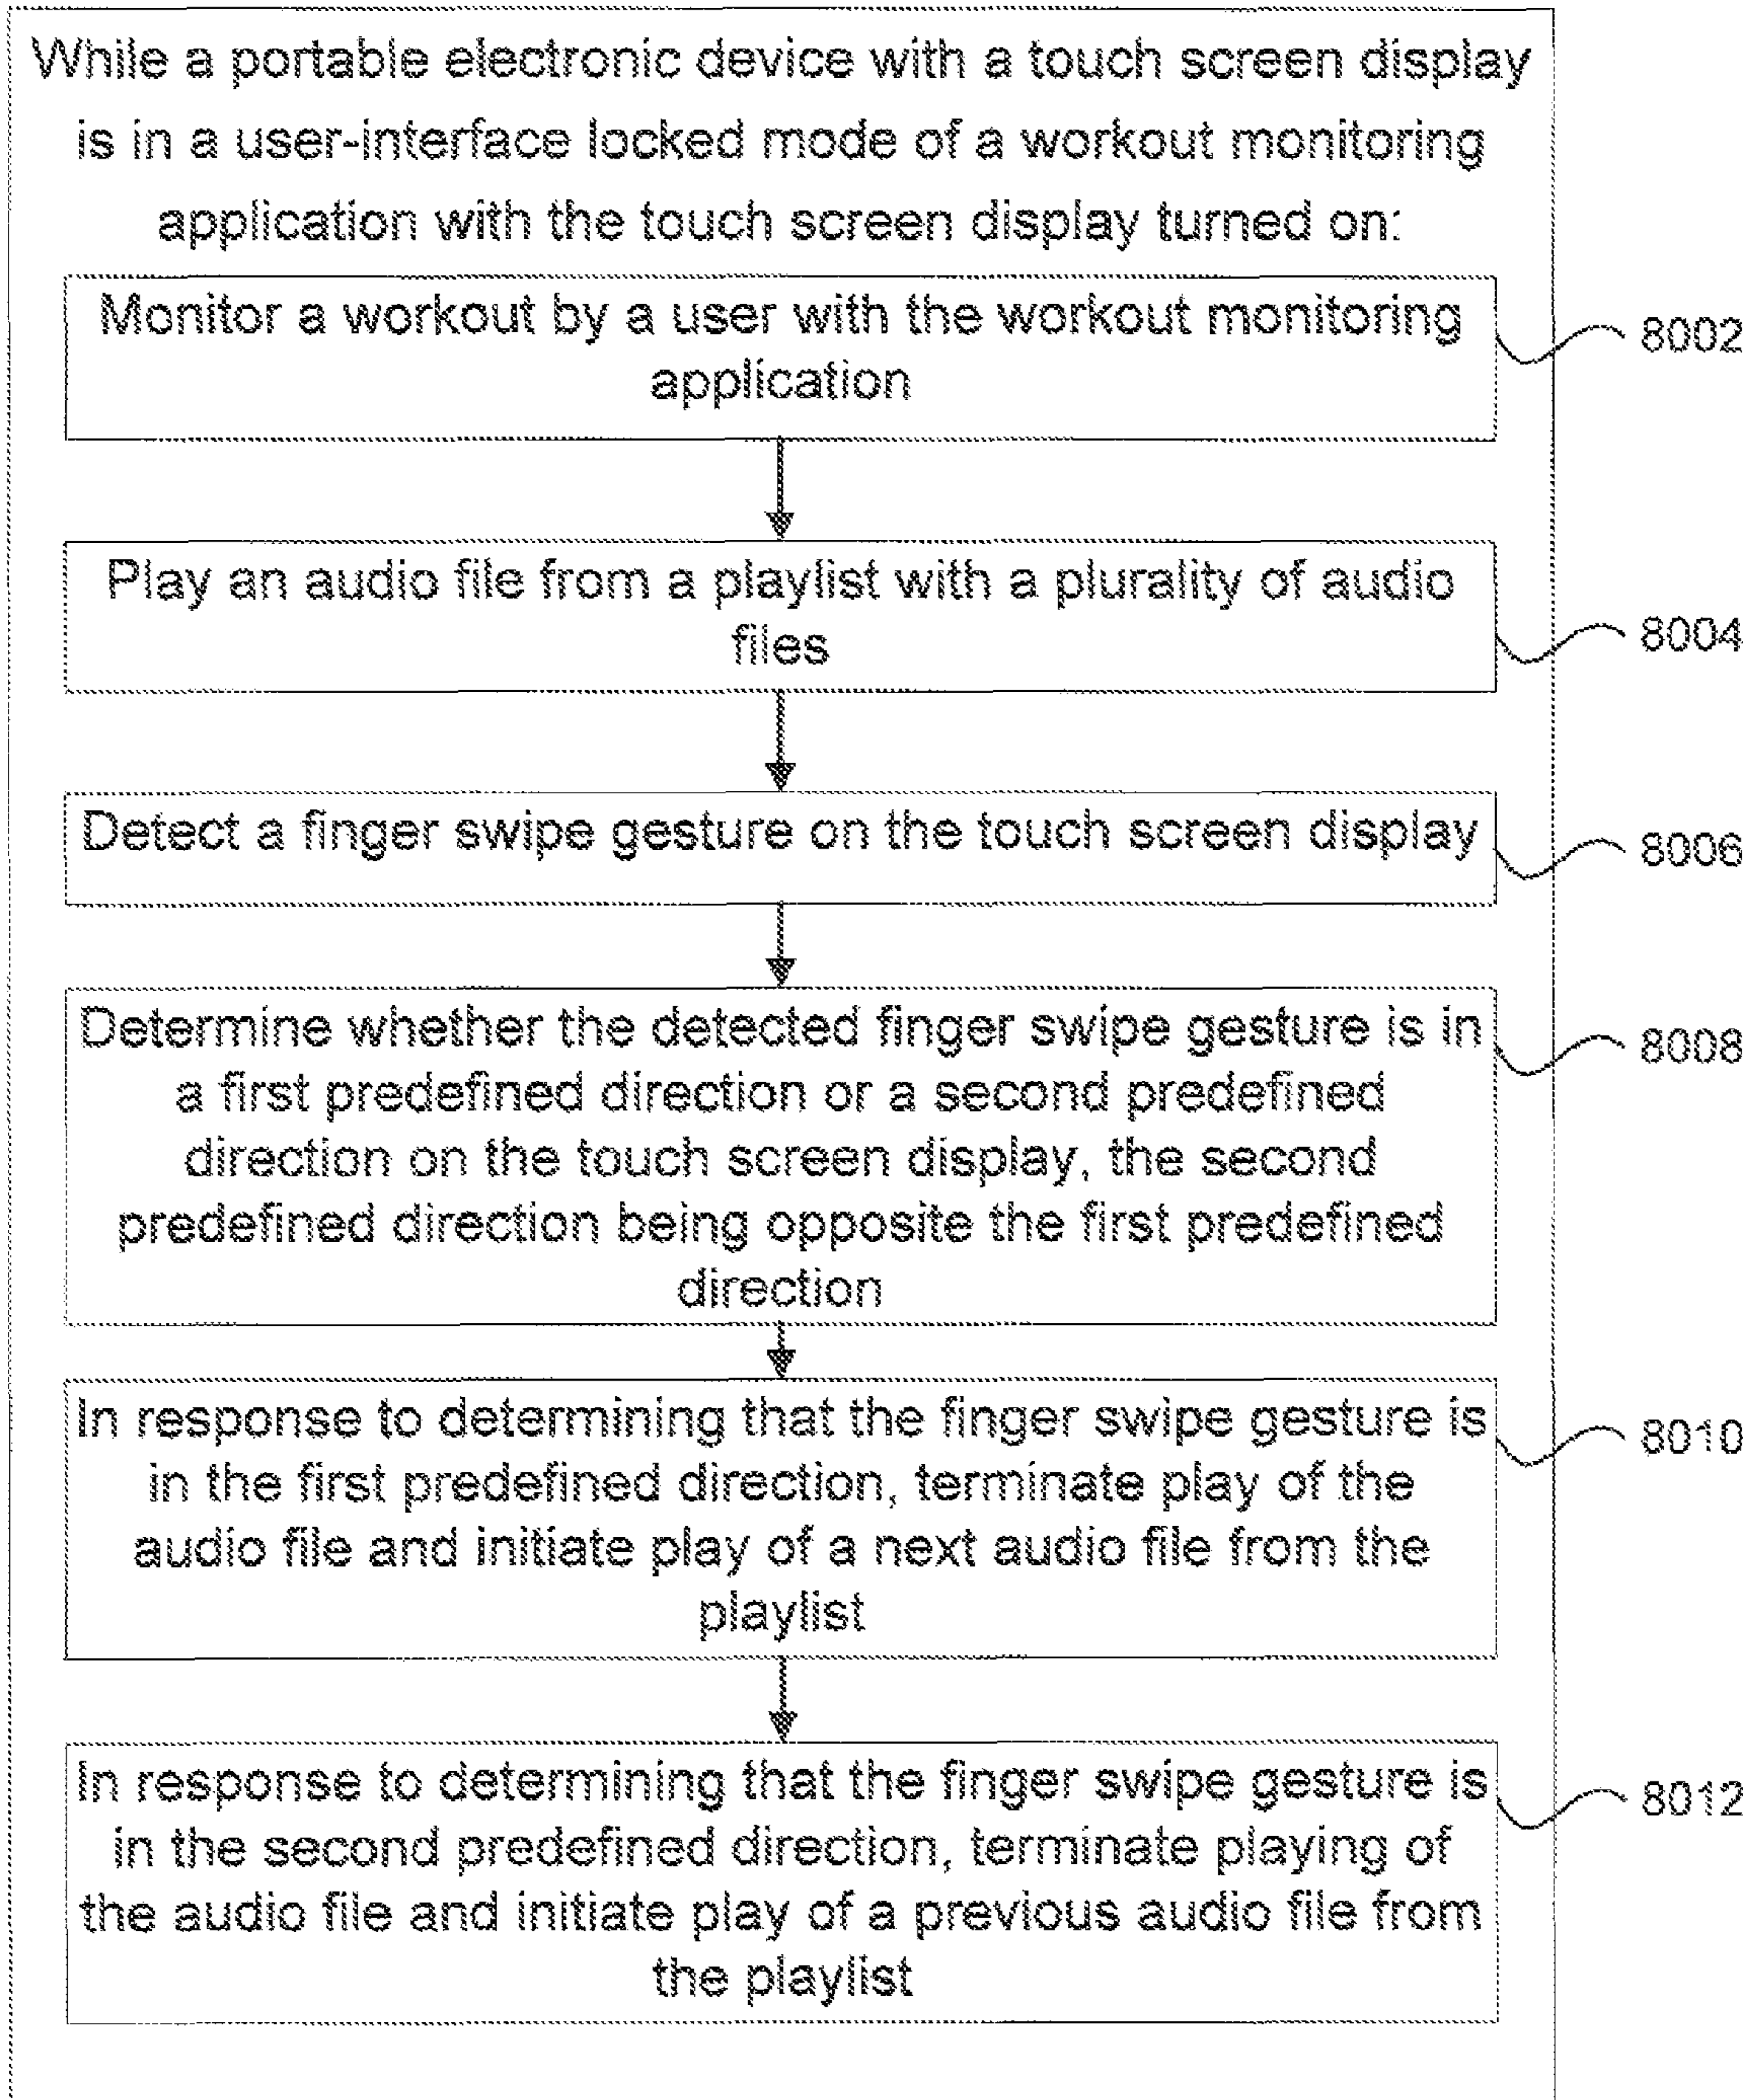 While a portable electronic device with a touch screen display
is in a user-interface locked mode of a workout monitoring
application with the touch screen display turned on:
Monitor a workout by a user with the workout monitoring
application
8002
Play an audio file from a playlist with a plurality of audio
files
8004
Detect a finger swipe gesture on the touch screen display
8006
Determine whether the detected finger swipe gesture is in
a first predefined direction or a second predefined
direction on the touch screen display, the second
predefined direction being opposite the first predefined
direction
8008
In response to determining that the finger swipe gesture is
in the first predefined direction, terminate play of the
audio file and initiate play of a next audio file from the
playlist
8010
In response to determining that the finger swipe gesture is
in the second predefined direction, terminate playing of
the audio file and initiate play of a previous audio file from
the playlist
8012